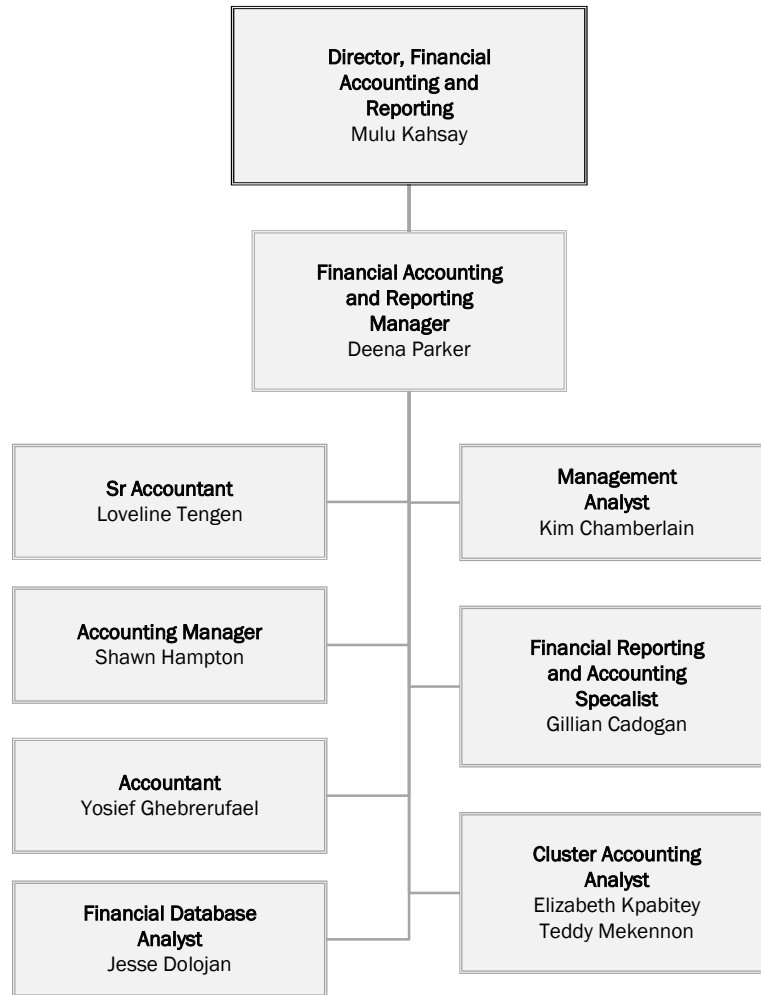 Director, Financial
Accounting and
Reporting
Mulu Kahsay
Financial Accounting
and Reporting
Manager
Deena Parker
Sr Accountant
Loveline Tengen
Management
Analyst
Kim Chamberlain
Accounting Manager
Shawn Hampton
Financial Reporting
and Accounting
Specalist
Gillian Cadogan
Accountant
Yosief Ghebrerufael
Cluster Accounting
Analyst
Elizabeth Kpabitey
Teddy Mekennon
Financial Database
Analyst
Jesse Dolojan